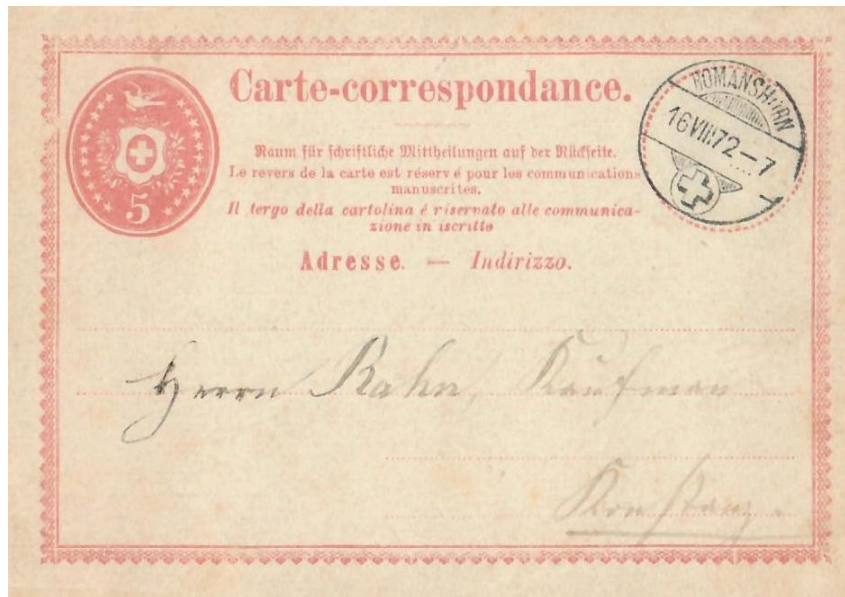 Carte-correspondance.
5
ROMANSHORN
16 VIII 72 – 7
Raum für schriftliche Mittheilungen auf der Rückseite.
Le revers de la carte est réservé pour les communications
manuscrites.
Il tergo della cartolina é riservato alle communica-
zione in iscritto
Adresse. — Indirizzo.
Herrn Rahn, Kaufman
Konstanz.